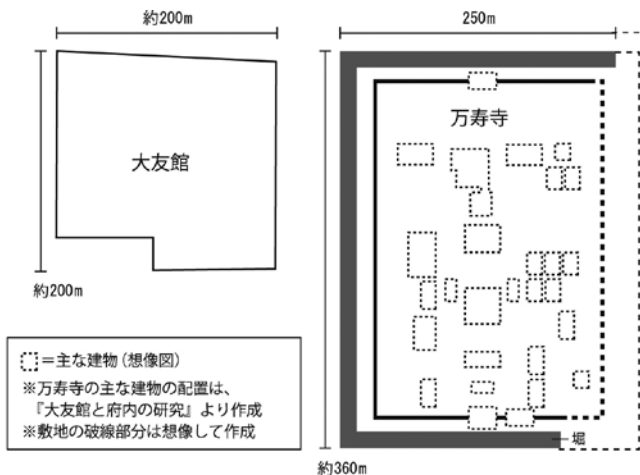 約200m
250m
大友館
万寿寺
約200m
=主な建物(想像図)
※万寿寺の主な建物の配置は、
『大友館と府内の研究』より作成
※敷地の破線部分は想像して作成
堀
約360m